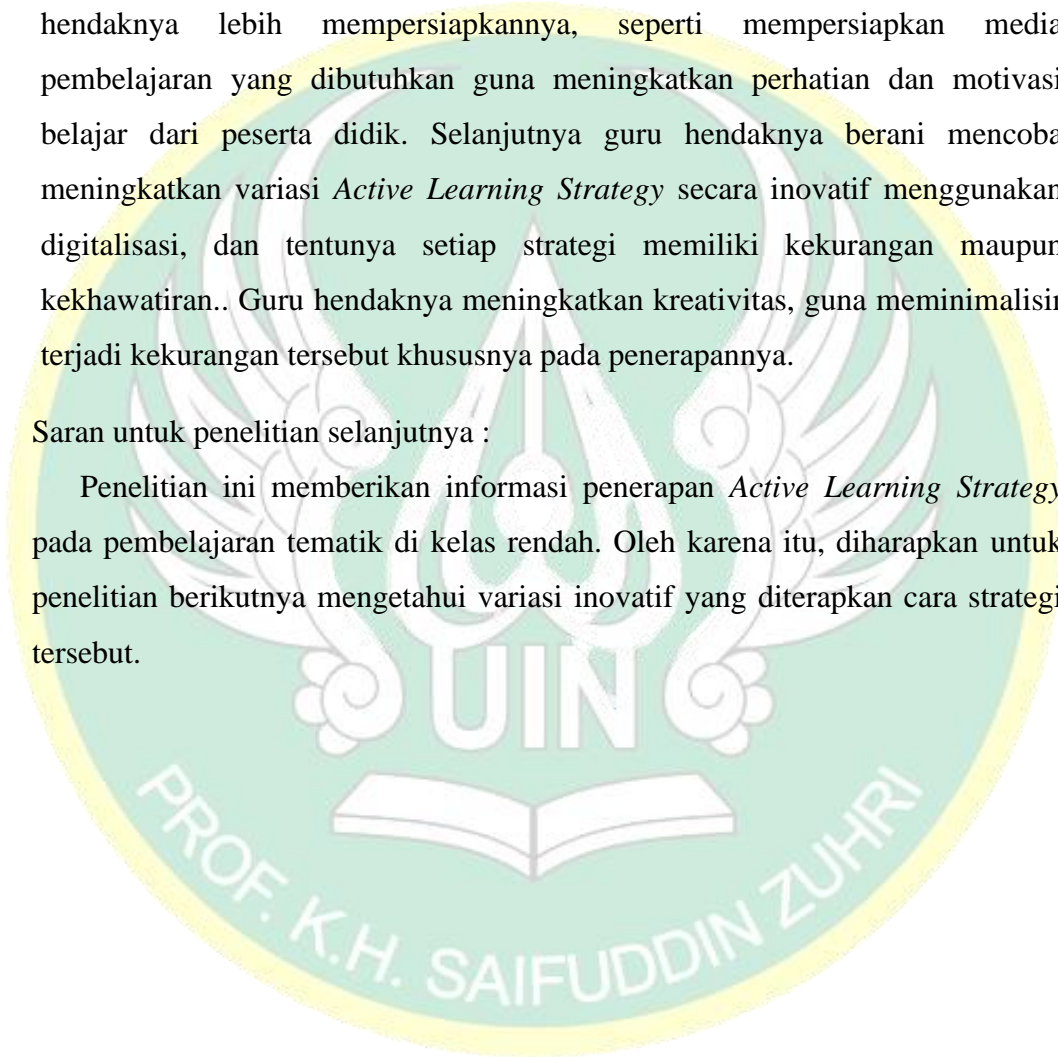 hendaknya lebih mempersiapkannya, seperti mempersiapkan media
pembelajaran yang dibutuhkan guna meningkatkan perhatian dan motivasi
belajar dari peserta didik. Selanjutnya guru hendaknya berani mencoba
meningkatkan variasi Active Learning Strategy secara inovatif menggunakan
digitalisasi, dan tentunya setiap strategi memiliki kekurangan maupun
kekhawatiran.. Guru hendaknya meningkatkan kreativitas, guna meminimalisir
terjadi kekurangan tersebut khususnya pada penerapannya.
Saran untuk penelitian selanjutnya :
Penelitian ini memberikan informasi penerapan Active Learning Strategy
pada pembelajaran tematik di kelas rendah. Oleh karena itu, diharapkan untuk
penelitian berikutnya mengetahui variasi inovatif yang diterapkan cara strategi
tersebut.
UIN
PROF. K.H. SAIFUDDIN ZUHRI